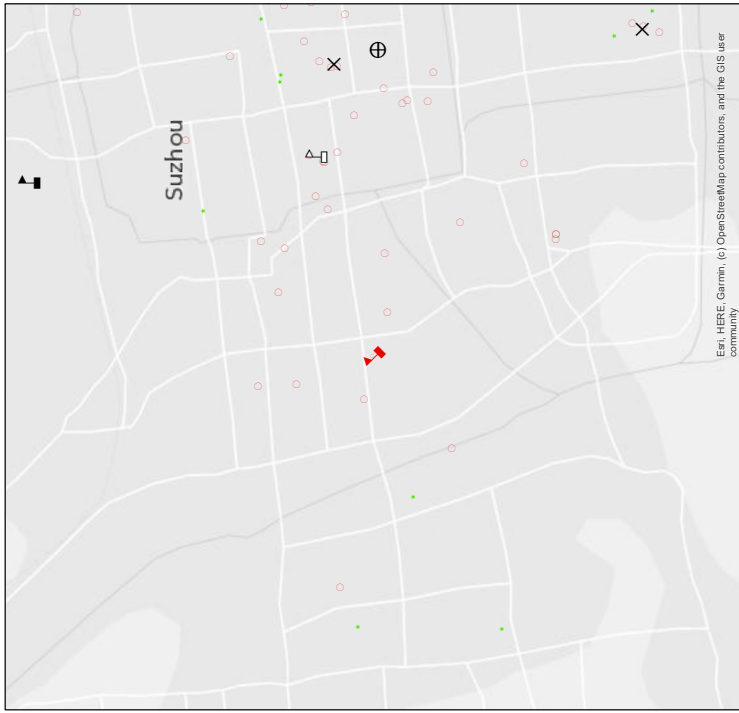 Suzhou
Esri, HERE, Garmin, (c) OpenStreetMap contributors, and the GIS user
community